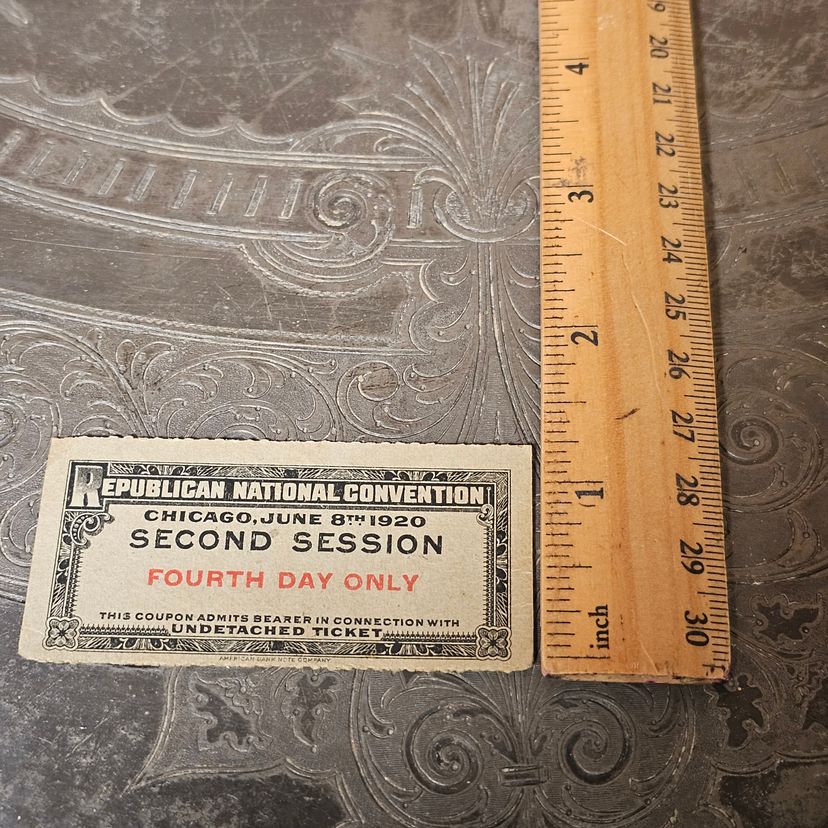 REPUBLICAN NATIONAL CONVENTION
CHICAGO, JUNE 8TH 1920
SECOND SESSION
FOURTH DAY ONLY
THIS COUPON ADMITS BEARER IN CONNECTION WITH
UNDETACHED TICKET
AMERICAN BANK NOTE COMPANY
4
3
2
1
inch
20
21
22
23
24
25
26
27
28
29
30